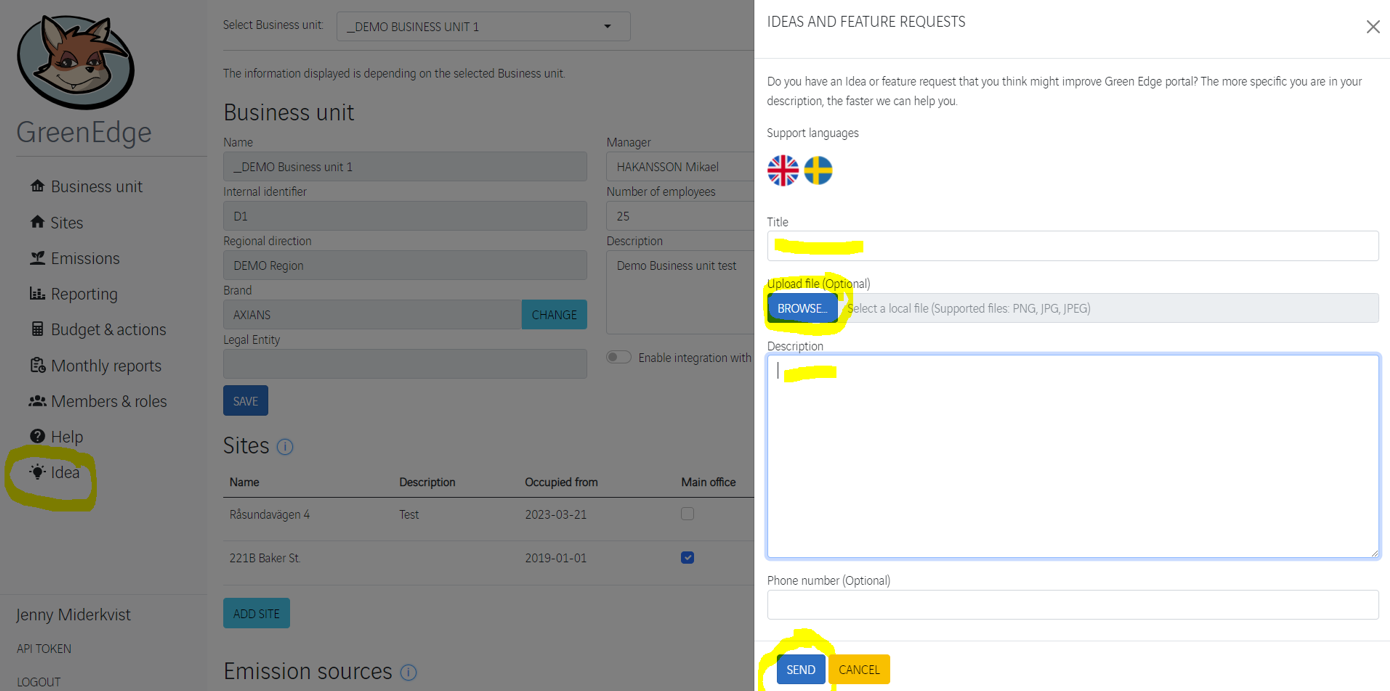 GreenEdge
Business unit
Sites
Emissions
Reporting
Budget & actions
Monthly reports
Members & roles
Help
Idea
Jenny Miderkvist
API TOKEN
LOGOUT
Select Business unit:
__DEMO BUSINESS UNIT 1
The information displayed is depending on the selected Business unit.
Business unit
Name
__DEMO Business unit 1
Internal identifier
D1
Regional direction
DEMO Region
Brand
AXIANS
CHANGE
Legal Entity
SAVE
Manager
HAKANSSON Mikael
Number of employees
25
Description
Demo Business unit test
Enable integration with
Sites
Name Description Occupied from Main office
Råsundavägen 4 Test 2023-03-21
221B Baker St. 2019-01-01
ADD SITE
Emission sources
IDEAS AND FEATURE REQUESTS
Do you have an Idea or feature request that you think might improve Green Edge portal? The more specific you are in your
description, the faster we can help you.
Support languages
Title
Upload file (Optional)
BROWSE... Select a local file (Supported files: PNG, JPG, JPEG)
Description
Phone number (Optional)
SEND CANCEL